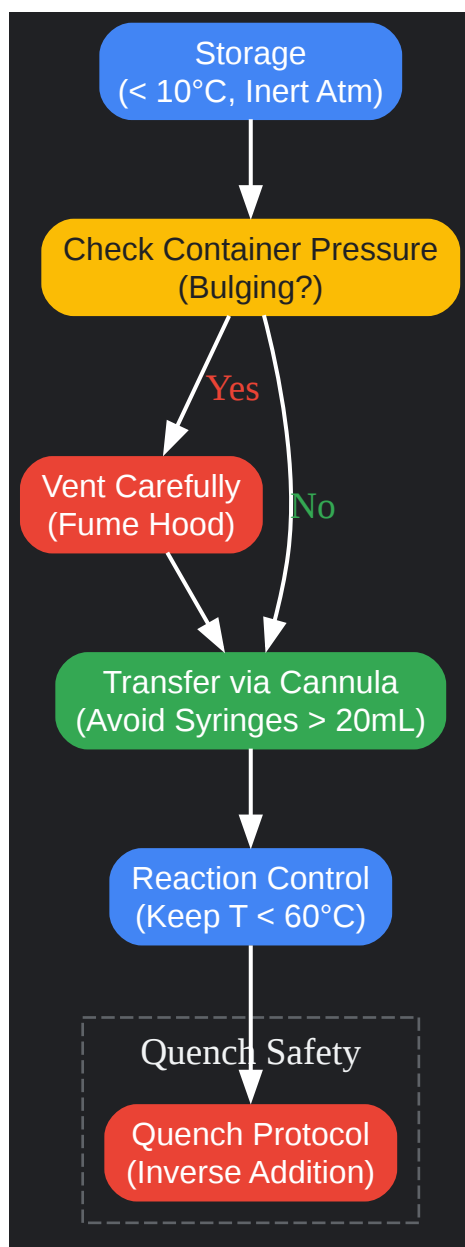 Storage
(< 10°C, Inert Atm)
Check Container Pressure
(Bulging?)
Yes
Vent Carefully
(Fume Hood)
No
Transfer via Cannula
(Avoid Syringes > 20mL)
Reaction Control
(Keep T < 60°C)
Quench Safety
Quench Protocol
(Inverse Addition)